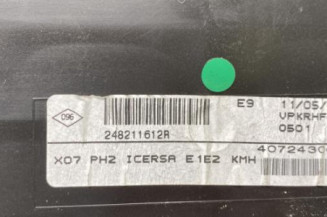 E9 11/05/
096 VPKRHF
248211612R 0501
4072430
X07 PH2 ICERSA E1E2 KMH